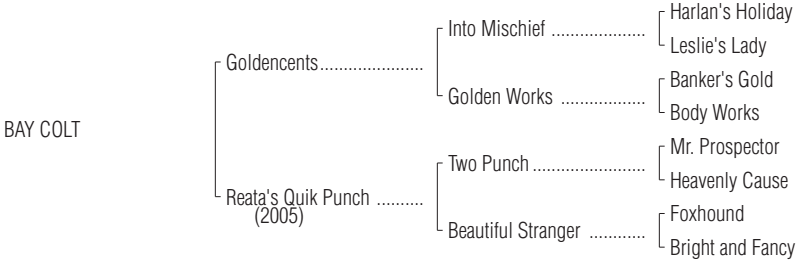 Harlan's Holiday
Into Mischief .....................
Leslie's Lady
Goldencents......................
Banker's Gold
Golden Works ...................
Body Works
BAY COLT
Mr. Prospector
Two Punch.........................
Heavenly Cause
Reata's Quik Punch ..........
(2005)
Foxhound
Beautiful Stranger ............
Bright and Fancy